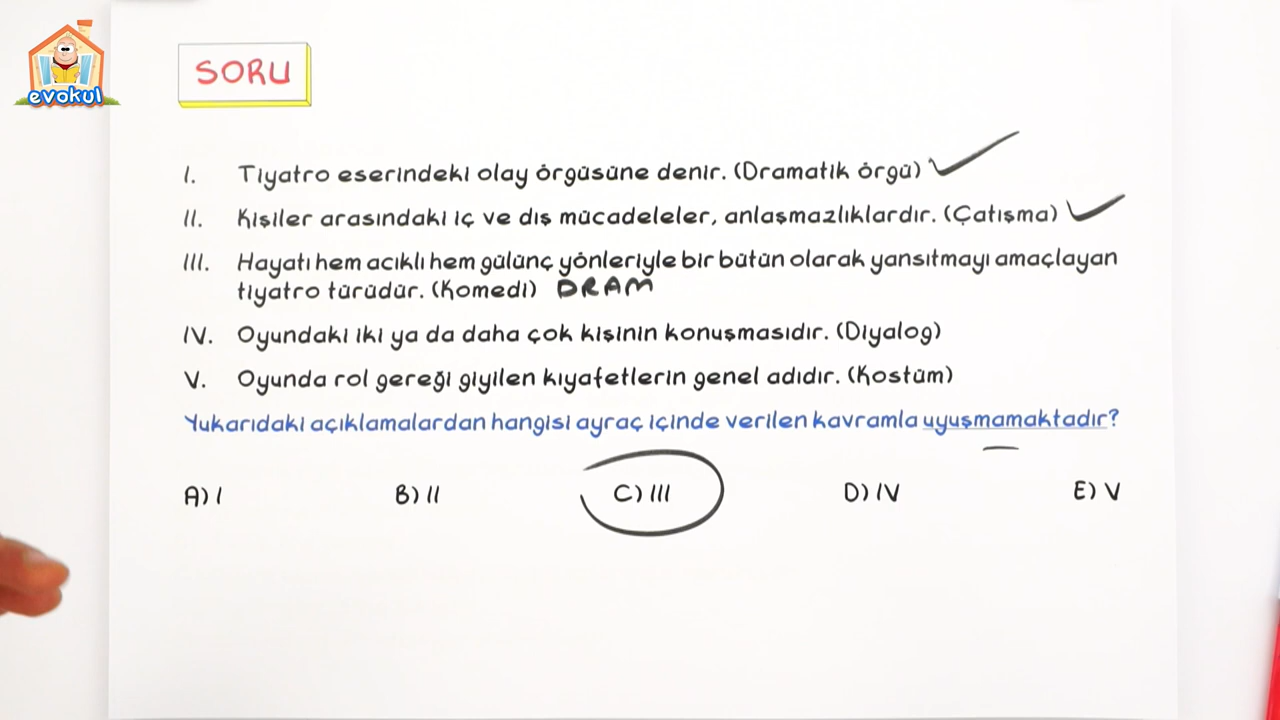 evokul
SORU
I. Tiyatro eserindeki olay örgüsüne denir. (Dramatik örgü)
II. Kişiler arasındaki iç ve dış mücadeleler, anlaşmazlıklardır. (Çatışma)
III. Hayatı hem acıklı hem gülünç yönleriyle bir bütün olarak yansıtmayı amaçlayan
tiyatro türüdür. (Komedi) DRAM
IV. Oyundaki iki ya da daha çok kişinin konuşmasıdır. (Diyalog)
V. Oyunda rol gereği giyilen kıyafetlerin genel adıdır. (Kostüm)
Yukarıdaki açıklamalardan hangisi ayraç içinde verilen kavramla uyuşmamaktadır?
A) I B) II C) III D) IV E) V